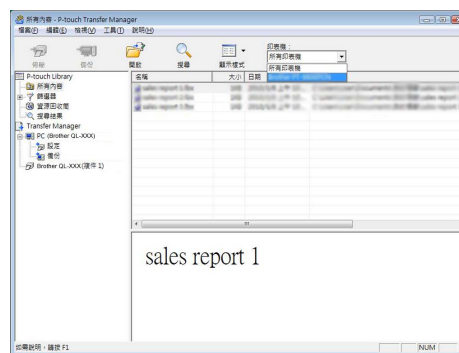 所有內容 - P-touch Transfer Manager
檔案(F) 編輯(E) 檢視(V) 工具(T) 說明(H)
傳輸 備份 開啟 搜尋 顯示樣式
印表機：
所有印表機
所有印表機
P-touch Library
所有內容
篩選器
資源回收筒
搜尋結果
Transfer Manager
PC (Brother QL-XXX)
設定
備份
Brother QL-XXX(複件 1)
名稱 大小 日期
sales report 1
如需說明，請按 F1
NUM